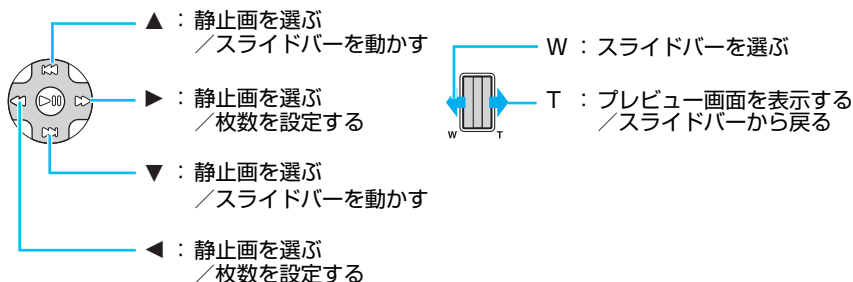 ▲：静止画を選ぶ
／スライドバーを動かす
▶：静止画を選ぶ
／枚数を設定する
▼：静止画を選ぶ
／スライドバーを動かす
◀：静止画を選ぶ
／枚数を設定する
W：スライドバーを選ぶ
T：プレビュー画面を表示する
／スライドバーから戻る
W T